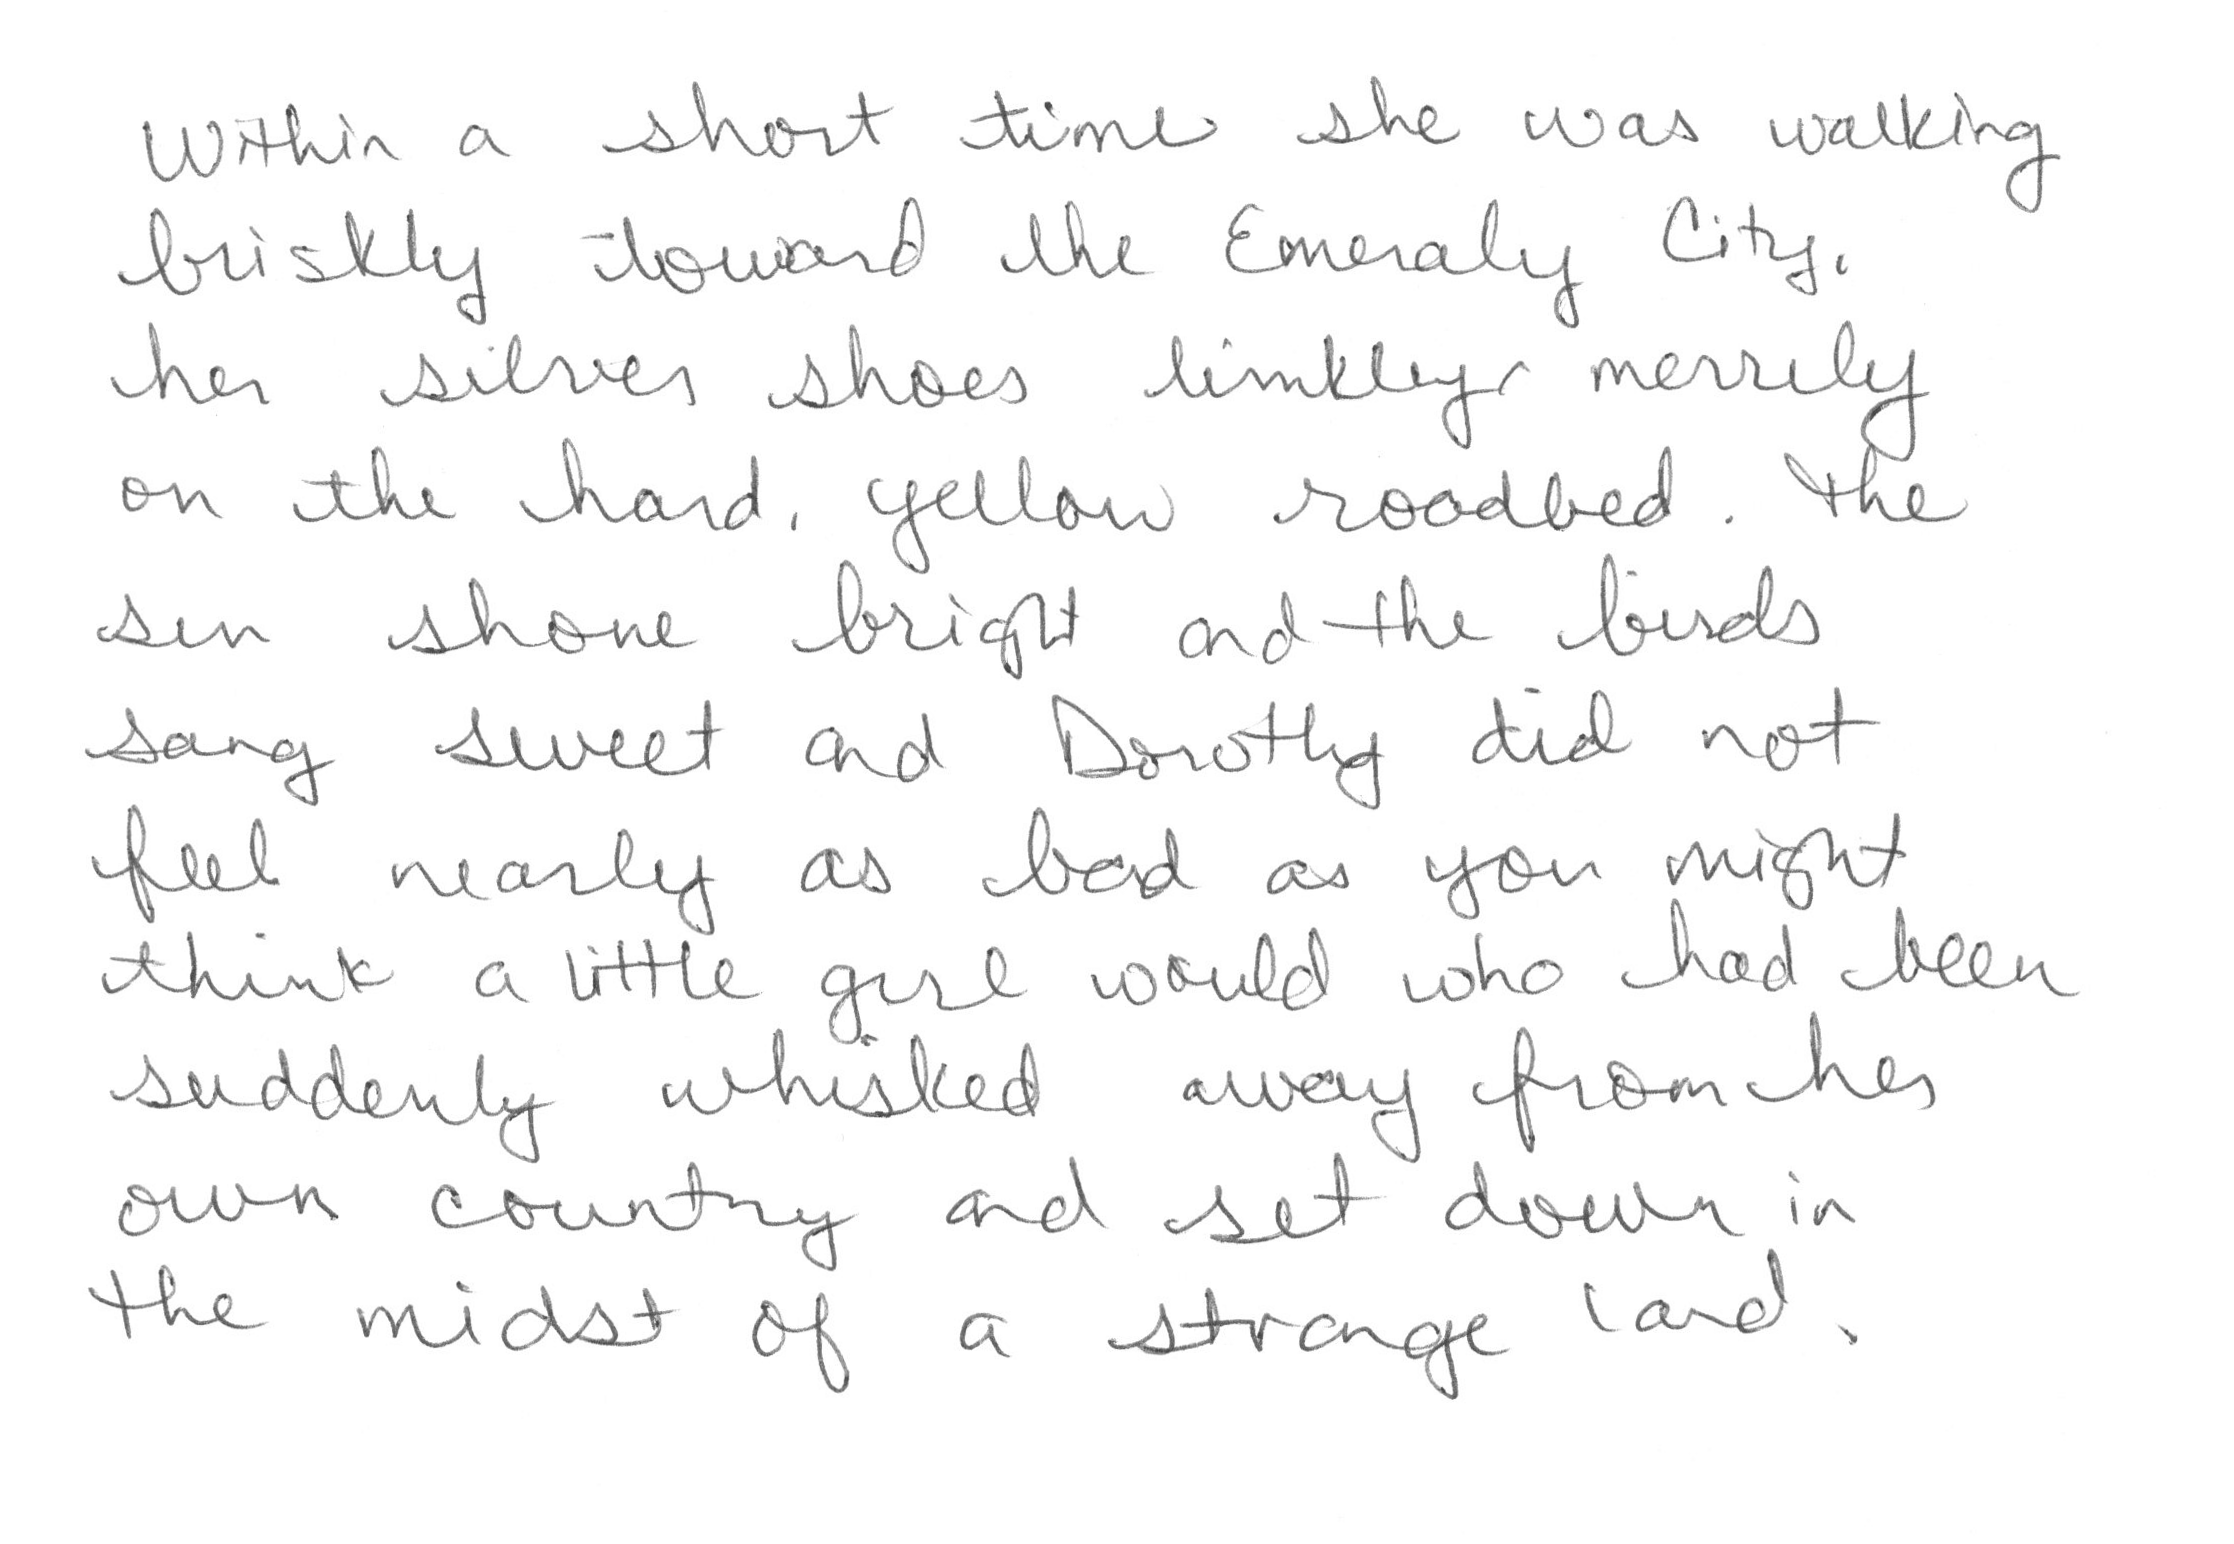 Within a short time she was walking
briskly toward the Emeraly City,
her silver shoes limkley merrily
on the hard, yellow roadbed. The
sun shone bright and the birds
sang sweet and Dorothy did not
feel nearly as bad as you might
think a little girl would who had been
suddenly whisked away from her
own country and set down in
the midst of a strange land.